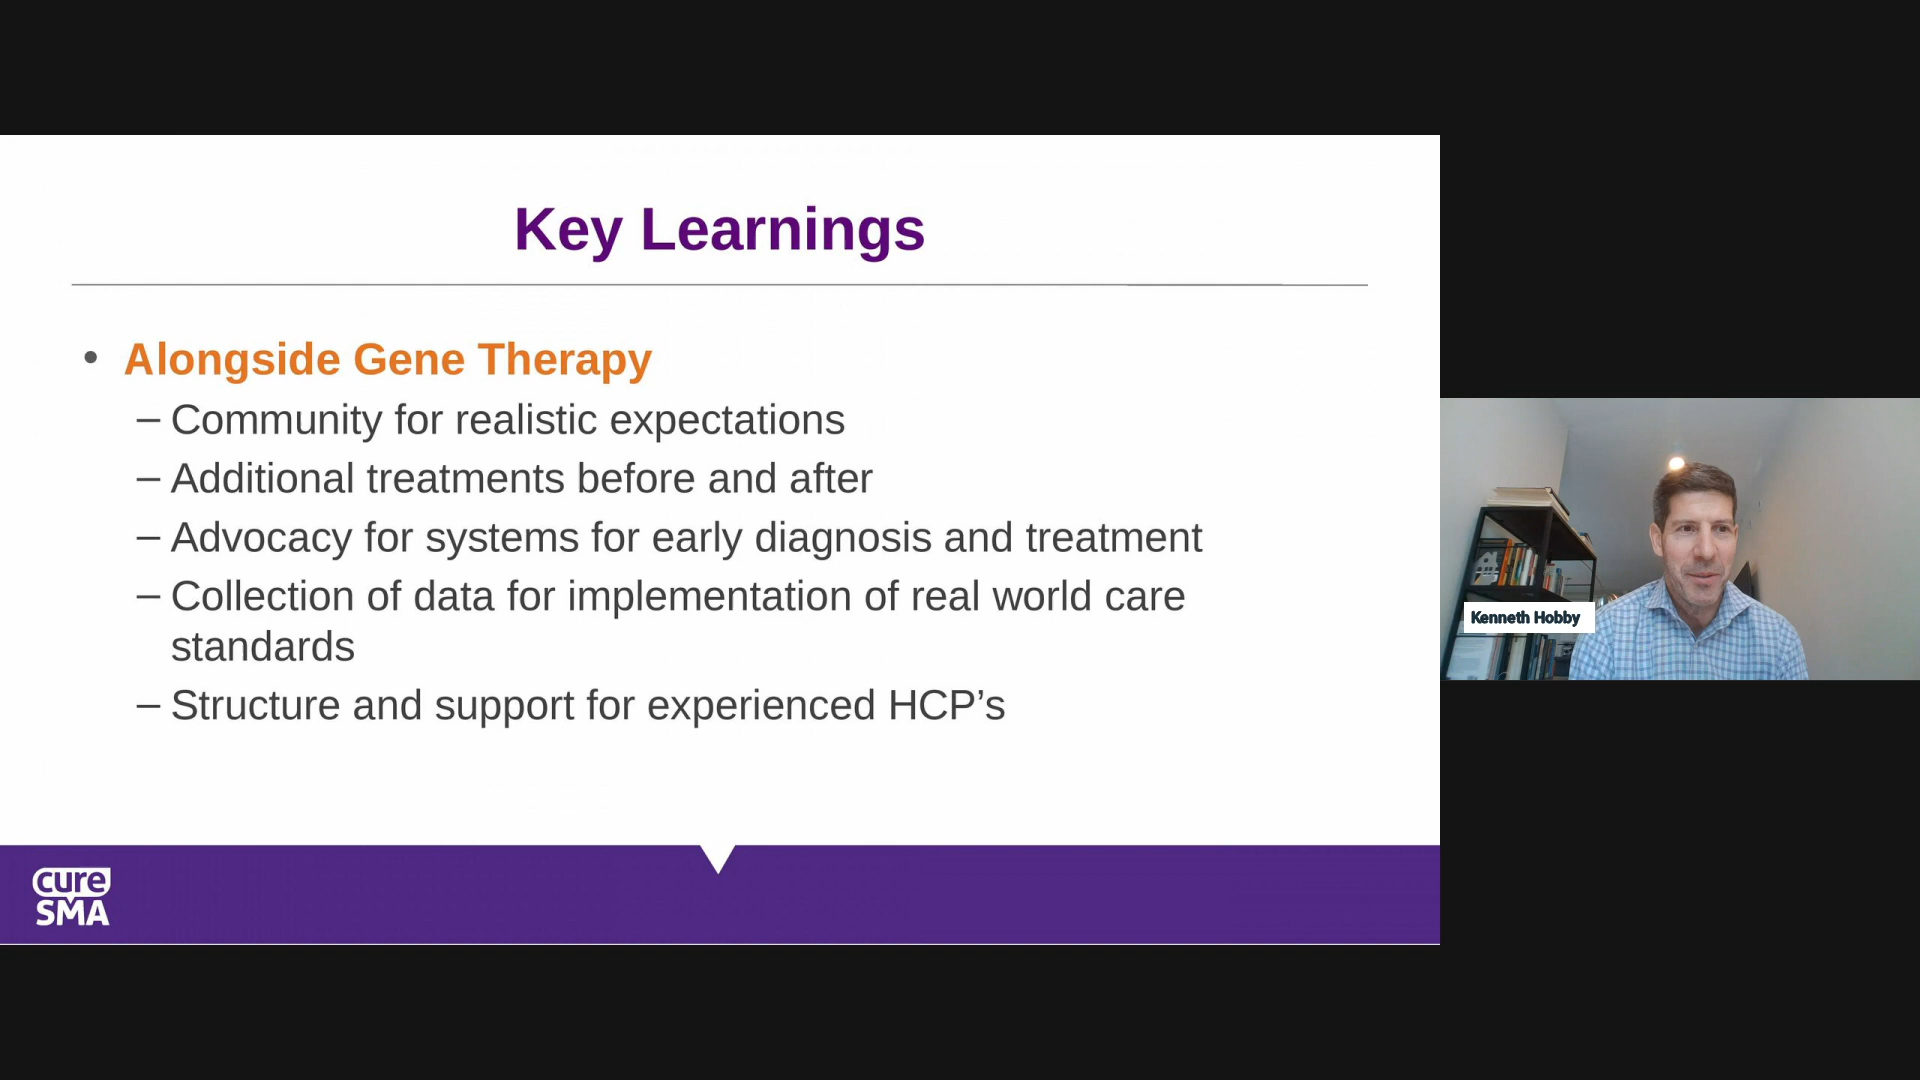 Key Learnings
• Alongside Gene Therapy
– Community for realistic expectations
– Additional treatments before and after
– Advocacy for systems for early diagnosis and treatment
– Collection of data for implementation of real world care
standards
– Structure and support for experienced HCP’s
Kenneth Hobby
cure
SMA